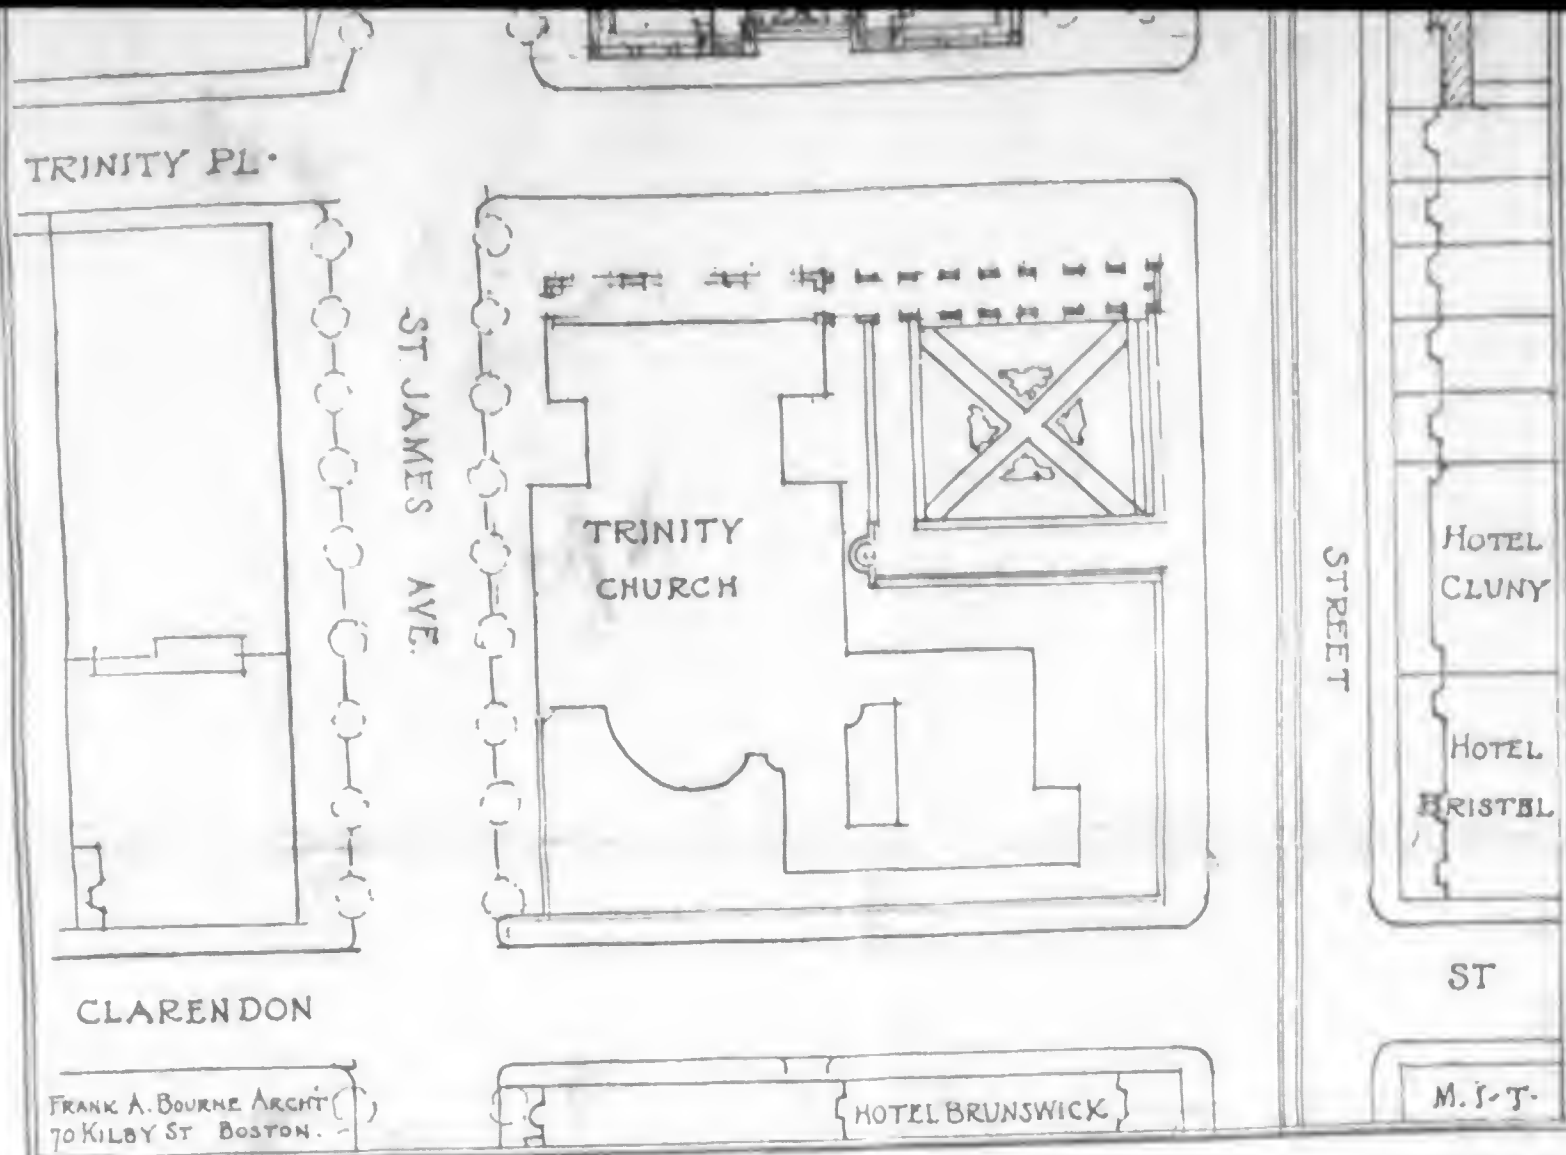 TRINITY PL.
ST. JAMES AVE.
TRINITY
CHURCH
STREET
HOTEL
CLUNY
HOTEL
BRISTOL
CLARENDON
ST
FRANK A. BOURNE ARCHT
70 KILBY ST BOSTON.
HOTEL BRUNSWICK
M.I.T.